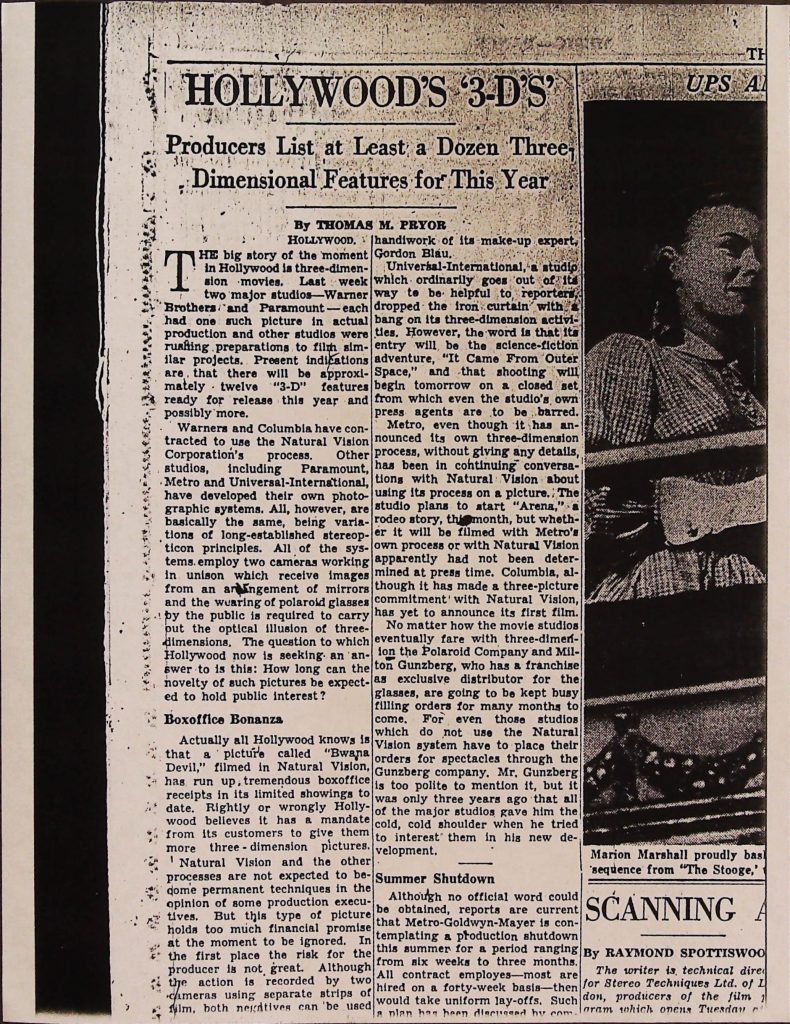 TH
HOLLYWOOD'S '3-D'S'
Producers List at Least a Dozen Three-
Dimensional Features for This Year
By THOMAS M. PRYOR
HOLLYWOOD.
THE big story of the moment
in Hollywood is three-dimen-
sion movies. Last week
two major studios—Warner
Brothers and Paramount—each
had one such picture in actual
production and other studios were
rushing preparations to film sim-
ilar projects. Present indications
are that there will be approxi-
mately twelve "3-D" features
ready for release this year and
possibly more.
Warners and Columbia have con-
tracted to use the Natural Vision
Corporation's process. Other
studios, including Paramount,
Metro and Universal-International,
have developed their own photo-
graphic systems. All, however, are
basically the same, being varia-
tions of long-established stereop-
ticon principles. All of the sys-
tems employ two cameras working
in unison which receive images
from an arrangement of mirrors
and the wearing of polaroid glasses
by the public is required to carry
out the optical illusion of three-
dimensions. The question to which
Hollywood now is seeking an an-
swer to is this: How long can the
novelty of such pictures be expect-
ed to hold public interest?
Boxoffice Bonanza
Actually all Hollywood knows is
that a picture called "Bwana
Devil," filmed in Natural Vision,
has run up tremendous boxoffice
receipts in its limited showings to
date. Rightly or wrongly Holly-
wood believes it has a mandate
from its customers to give them
more three-dimension pictures.
Natural Vision and the other
processes are not expected to be-
come permanent techniques in the
opinion of some production execu-
tives. But this type of picture
holds too much financial promise
at the moment to be ignored. In
the first place the risk for the
producer is not great. Although
the action is recorded by two
cameras using separate strips of
film, both negatives can be used
handiwork of its make-up expert,
Gordon Bau.
Universal-International, a studio
which ordinarily goes out of its
way to be helpful to reporters,
dropped the iron curtain with a
bang on its three-dimension activi-
ties. However, the word is that its
entry will be the science-fiction
adventure, "It Came From Outer
Space," and that shooting will
begin tomorrow on a closed set
from which even the studio's own
press agents are to be barred.
Metro, even though it has an-
nounced its own three-dimension
process, without giving any details,
has been in continuing conversa-
tions with Natural Vision about
using its process on a picture. The
studio plans to start "Arena," a
rodeo story, this month, but wheth-
er it will be filmed with Metro's
own process or with Natural Vision
apparently had not been deter-
mined at press time. Columbia, al-
though it has made a three-picture
commitment with Natural Vision,
has yet to announce its first film.
No matter how the movie studios
eventually fare with three-dimen-
ion the Polaroid Company and Mil-
ton Gunzberg, who has a franchise
as exclusive distributor for the
glasses, are going to be kept busy
filling orders for many months to
come. For even those studios
which do not use the Natural
Vision system have to place their
orders for spectacles through the
Gunzberg company. Mr. Gunzberg
is too polite to mention it, but it
was only three years ago that all
of the major studios gave him the
cold, cold shoulder when he tried
to interest them in his new de-
velopment.
Summer Shutdown
Although no official word could
be obtained, reports are current
that Metro-Goldwyn-Mayer is con-
templating a production shutdown
this summer for a period ranging
from six weeks to three months.
All contract employes—most are
hired on a forty-week basis—then
would take uniform lay-offs. Such
a plan has been discussed by com-
UPS A
Marion Marshall proudly bas
sequence from "The Stooge,'
SCANNING A
By RAYMOND SPOTTISWOO
The writer is technical direc
for Stereo Techniques Ltd. of L
don, producers of the film
gram which opens Tuesday